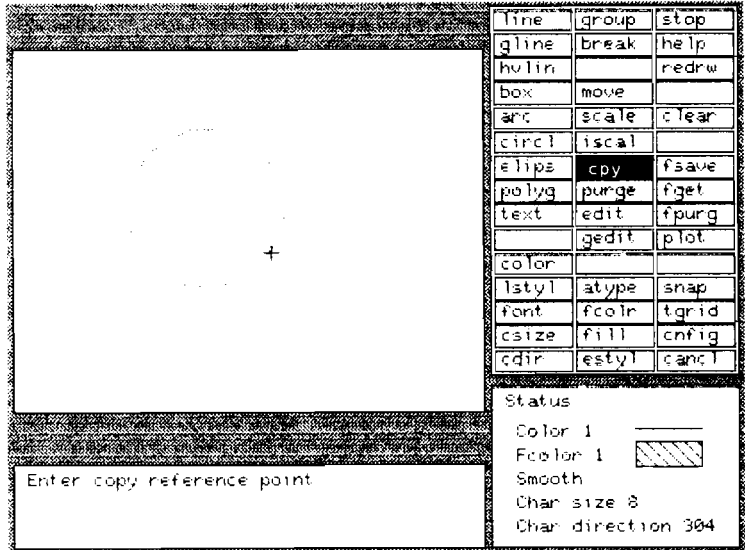 line group stop
gline break help
hvlin redrw
box move
arc scale clear
circl iscal
elips cpy fsave
polyg purge fget
text edit fpurg
gedit plot
color
lstyl atype snap
font fcolr tgrid
csize fill cnfig
cdir estyl cancl
Status
Color 1
Fcolor 1
Smooth
Char size 8
Char direction 304
Enter copy reference point